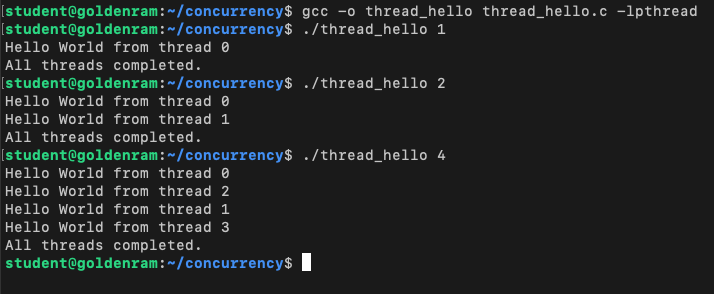 [student@goldenram:~/concurrency$ gcc -o thread_hello thread_hello.c -lpthread
[student@goldenram:~/concurrency$ ./thread_hello 1
Hello World from thread 0
All threads completed.
[student@goldenram:~/concurrency$ ./thread_hello 2
Hello World from thread 0
Hello World from thread 1
All threads completed.
[student@goldenram:~/concurrency$ ./thread_hello 4
Hello World from thread 0
Hello World from thread 2
Hello World from thread 1
Hello World from thread 3
All threads completed.
student@goldenram:~/concurrency$